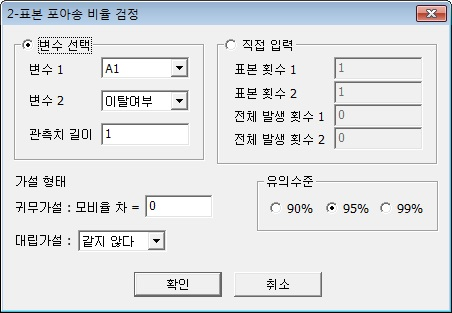 2-표본 포아송 비율 검정
변수 선택
변수 1 A1
변수 2 이탈여부
관측치 길이 1
직접 입력
표본 횟수 1 1
표본 횟수 2 1
전체 발생 횟수 1 0
전체 발생 횟수 2 0
가설 형태
귀무가설 : 모비율 차 = 0
대립가설 : 같지 않다
유의수준
90% 95% 99%
확인 취소